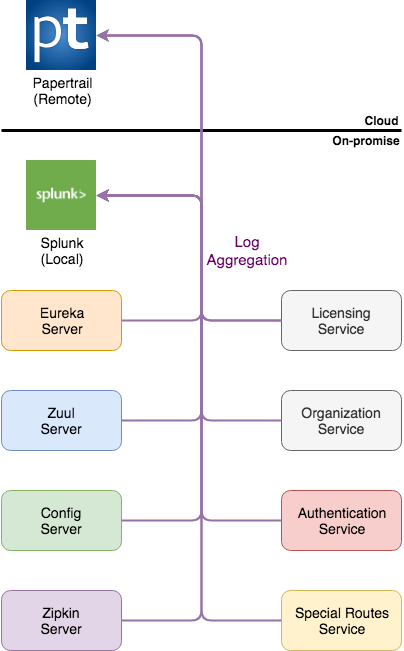 pt
Papertrail
(Remote)
Cloud
On-promise
splunk>
Splunk
(Local)
Log
Aggregation
Eureka
Server
Licensing
Service
Zuul
Server
Organization
Service
Config
Server
Authentication
Service
Zipkin
Server
Special Routes
Service